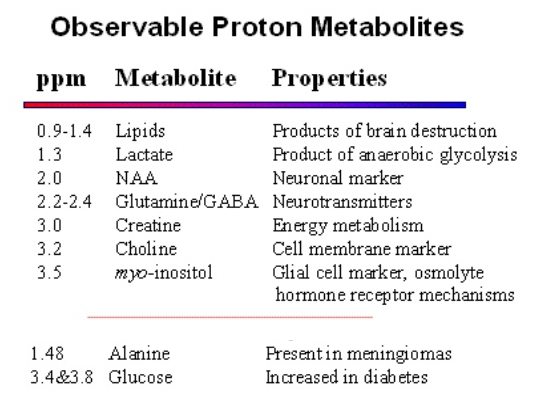 Observable Proton Metabolites
ppm Metabolite Properties
0.9-1.4 Lipids Products of brain destruction
1.3 Lactate Product of anaerobic glycolysis
2.0 NAA Neuronal marker
2.2-2.4 Glutamine/GABA Neurotransmitters
3.0 Creatine Energy metabolism
3.2 Choline Cell membrane marker
3.5 myo-inositol Glial cell marker, osmolyte
hormone receptor mechanisms
1.48 Alanine Present in meningiomas
3.4&3.8 Glucose Increased in diabetes